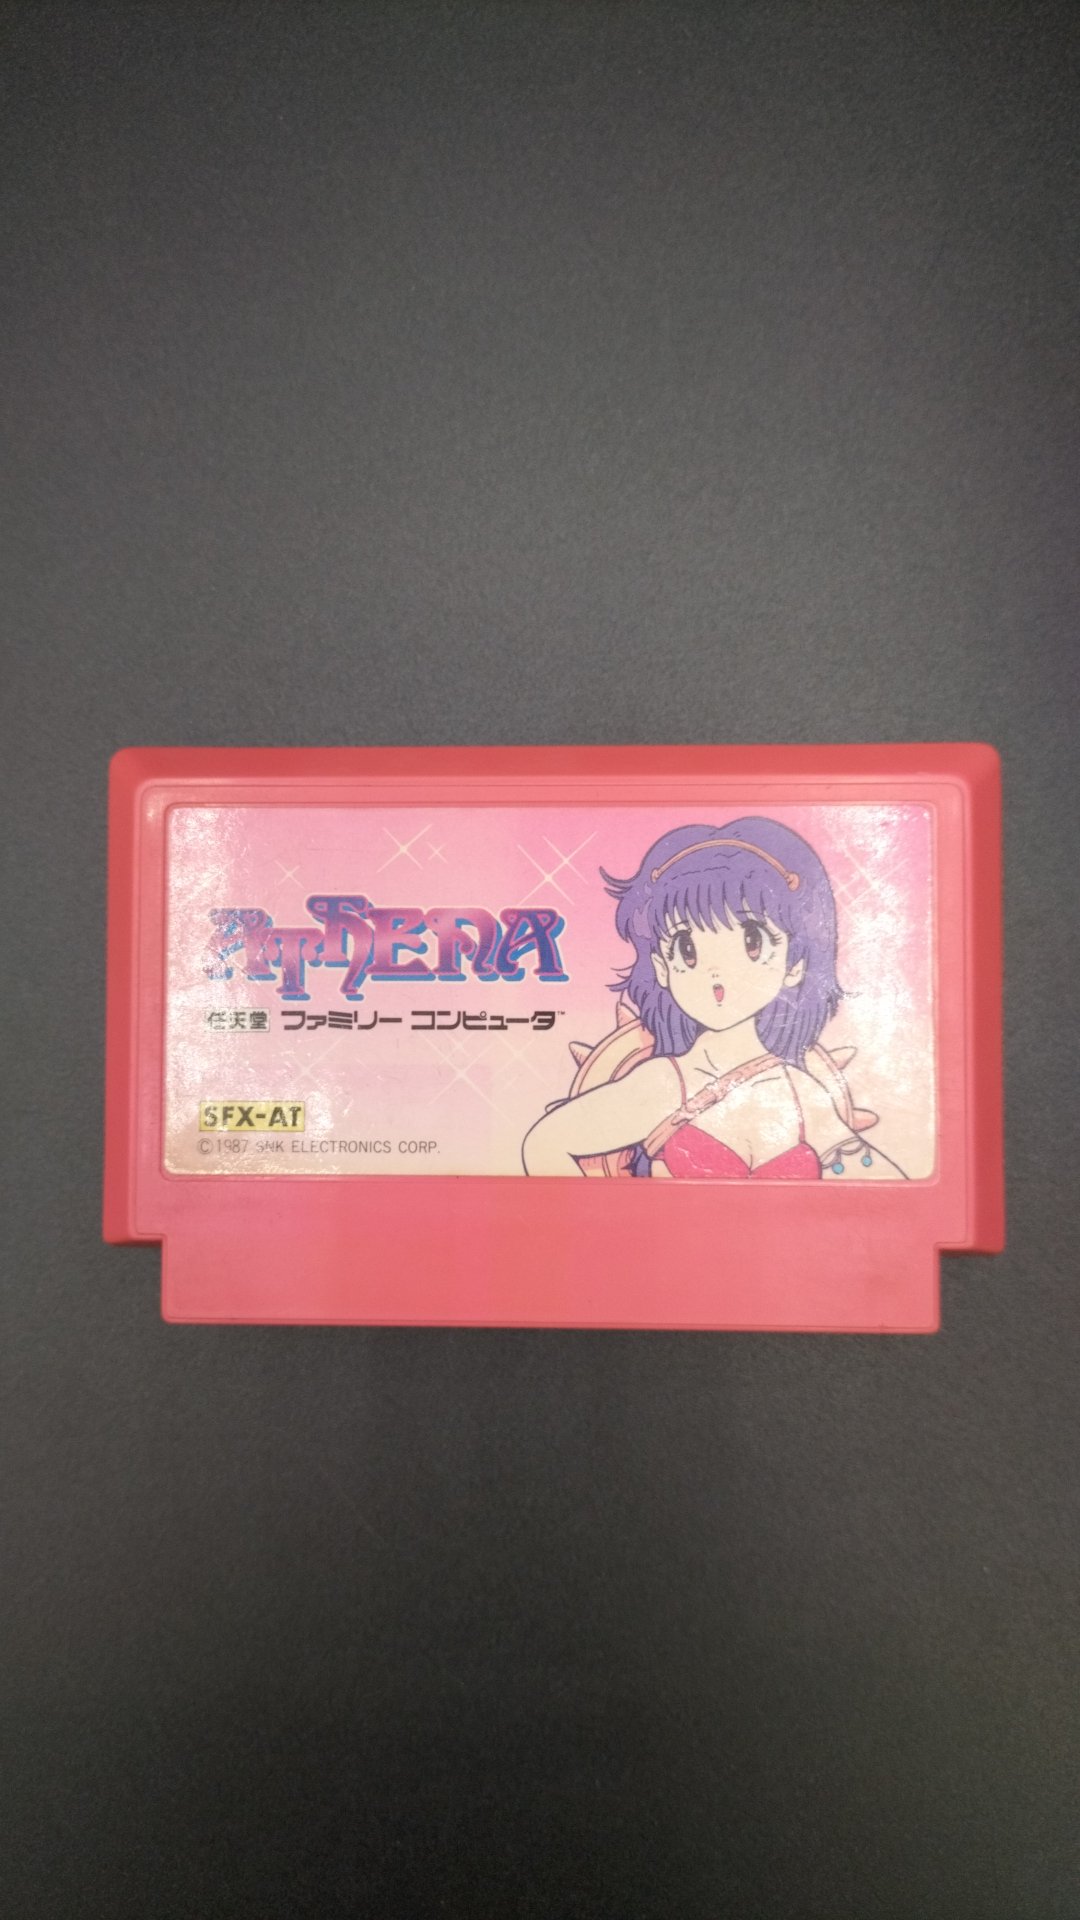 ATHENA
任天堂 ファミリー コンピュータ™
SFX-AT
©1987 SNK ELECTRONICS CORP.